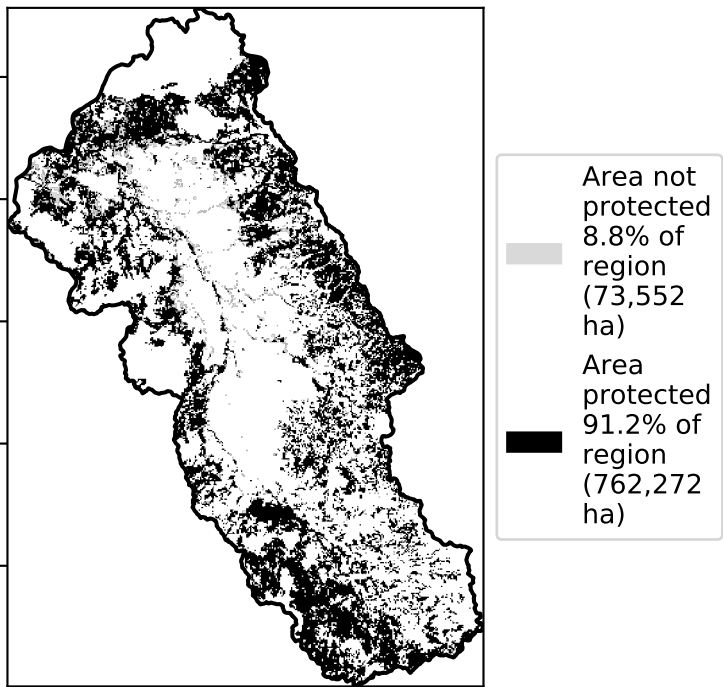 Area not
protected
8.8% of
region
(73,552
ha)
Area
protected
91.2% of
region
(762,272
ha)